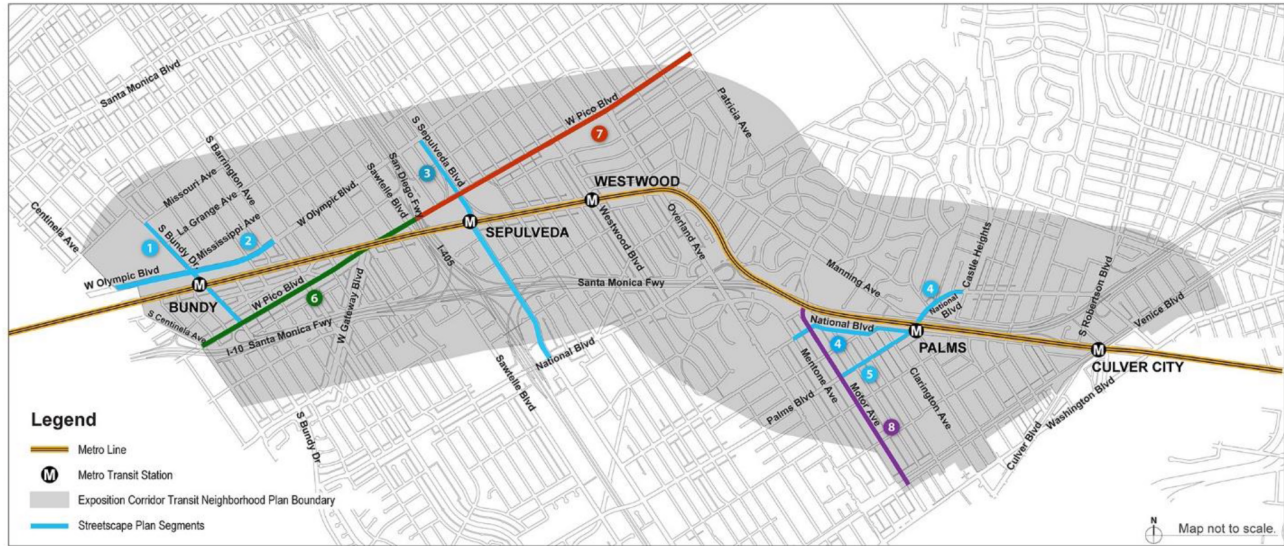 Santa Monica Blvd
Centinela Ave
Missouri Ave
La Grange Ave
S Barrington Ave
Mississippi Ave
S Bundy Dr
W Olympic Blvd.
W Olympic Blvd
1
2
BUNDY
S Centinela Ave
W Pico Blvd
6
I-10 Santa Monica Fwy
W Gateway Blvd
S Bundy Dr
Sawtelle Blvd
San Diego Fwy
S Sepulveda Blvd
3
I-405
M
M
SEPULVEDA
W Pico Blvd
7
WESTWOOD
M
Westwood Blvd
Overland Ave
Patricia Ave
Santa Monica Fwy
Sawtelle Blvd
National Blvd
Manning Ave
Castle Heights
4
National
Blvd
National Blvd
4
M
PALMS
5
Mentone Ave
Palms Blvd
Motor Ave
Clarington Ave
8
S Robertson Blvd
Venice Blvd
M
CULVER CITY
Washington Blvd
Culver Blvd
Legend
Metro Line
M Metro Transit Station
Exposition Corridor Transit Neighborhood Plan Boundary
Streetscape Plan Segments
N
Map not to scale.